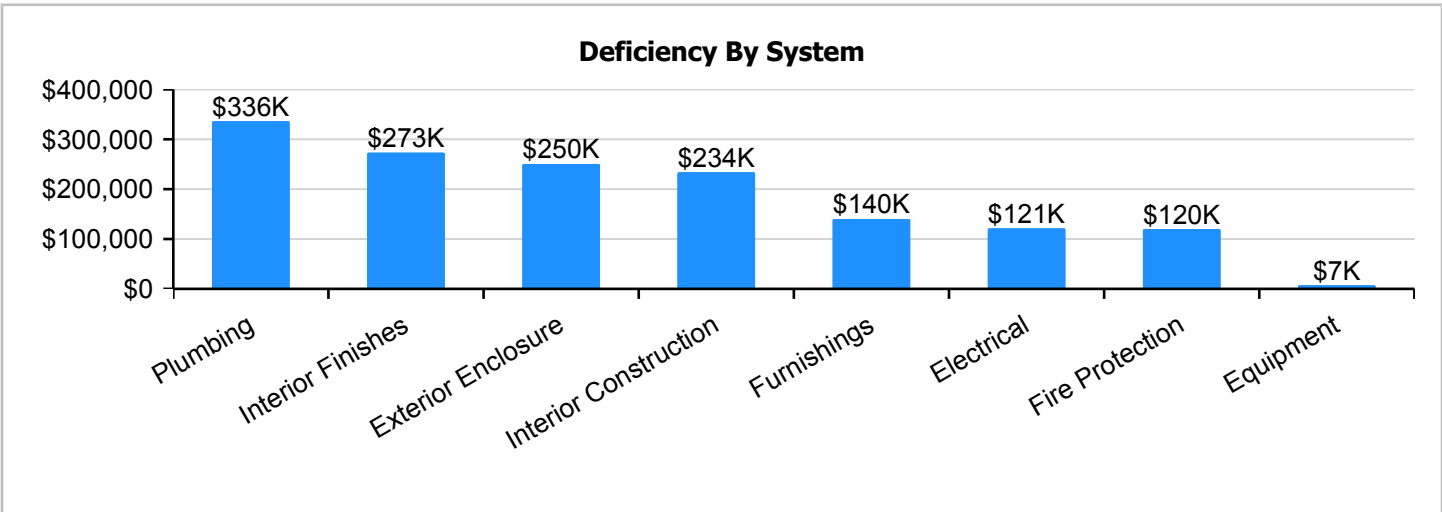 Deficiency By System
$400,000
$300,000
$200,000
$100,000
$0
$336K
$273K
$250K
$234K
$140K
$121K
$120K
$7K
Plumbing
Interior Finishes
Exterior Enclosure
Interior Construction
Furnishings
Electrical
Fire Protection
Equipment